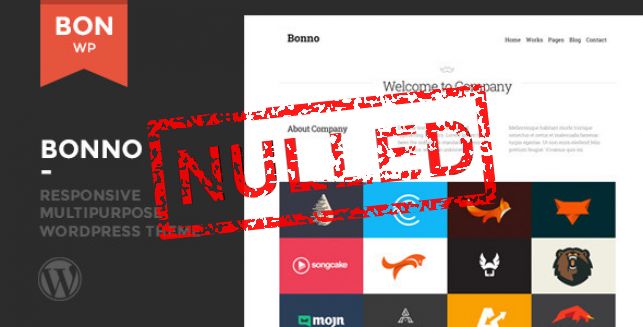 BON
WP
BONNO
-
RESPONSIVE
MULTIPURPOSE
WORDPRESS THEME
NULLED
Bonno
Home Works Pages Blog Contact
Welcome to Company
About Company
songcake
mojn